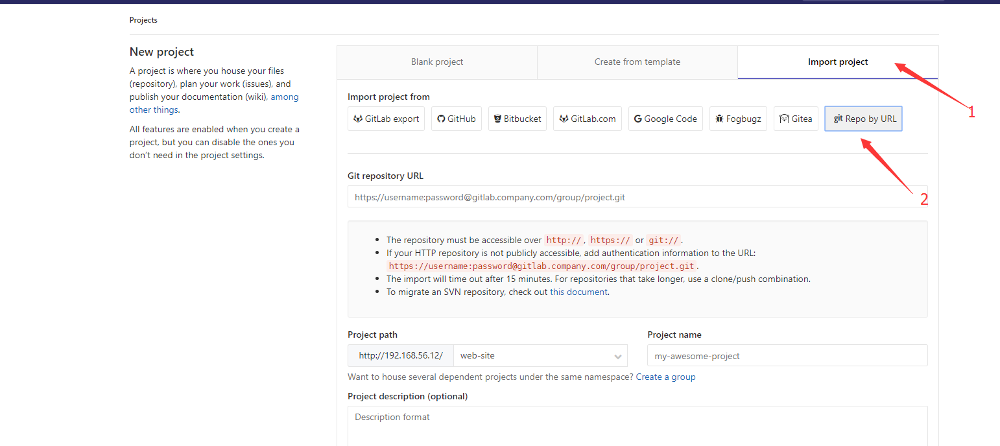 Projects
New project
A project is where you house your files
(repository), plan your work (issues), and
publish your documentation (wiki), among
other things.
All features are enabled when you create a
project, but you can disable the ones you
don’t need in the project settings.
Blank project
Create from template
Import project
1
Import project from
GitLab export
GitHub
Bitbucket
GitLab.com
Google Code
Fogbugz
Gitea
git Repo by URL
2
Git repository URL
https://username:password@gitlab.company.com/group/project.git
The repository must be accessible over http://, https:// or git://.
If your HTTP repository is not publicly accessible, add authentication information to the URL:
https://username:password@gitlab.company.com/group/project.git.
The import will time out after 15 minutes. For repositories that take longer, use a clone/push combination.
To migrate an SVN repository, check out this document.
Project path
http://192.168.56.12/
web-site
Project name
my-awesome-project
Want to house several dependent projects under the same namespace? Create a group
Project description (optional)
Description format